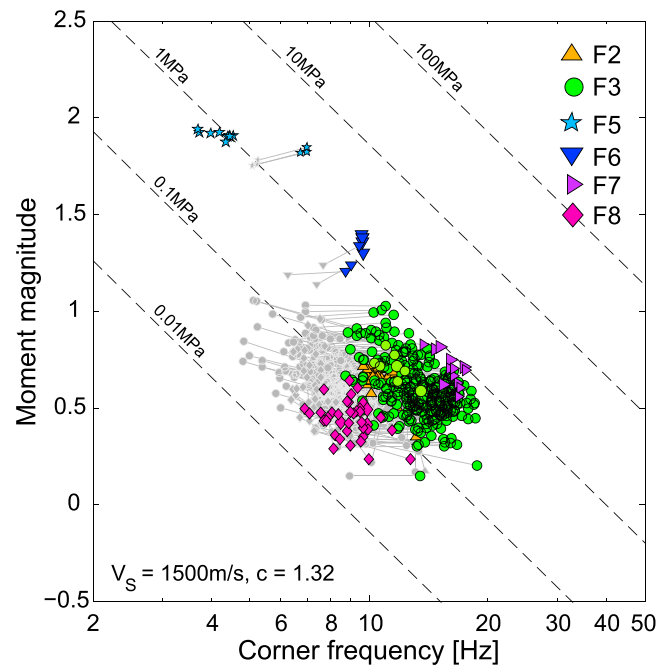 2.5
2
1.5
1
0.5
0
−0.5
Moment magnitude
1MPa
10MPa
100MPa
0.1MPa
0.01MPa
F2
F3
F5
F6
F7
F8
V_S = 1500m/s, c = 1.32
2 4 6 8 10 20 30 40 50
Corner frequency [Hz]